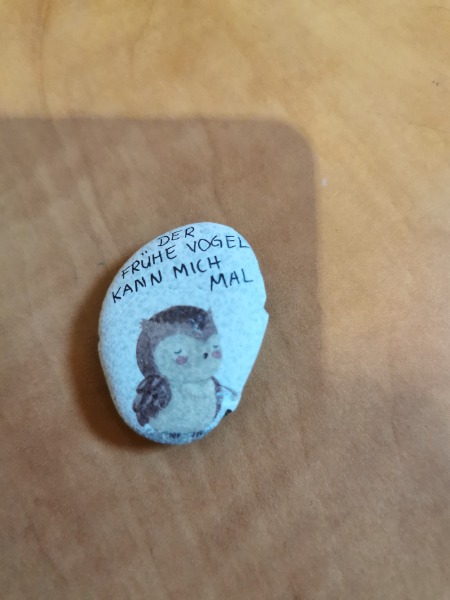 DER
FRÜHE VOGEL
KANN MICH
MAL